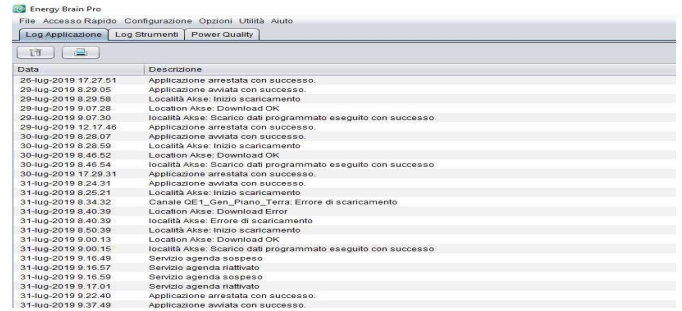 Energy Brain Pro
File Accesso Rapido Configurazione Opzioni Utilità Aiuto
Log Applicazione Log Strumenti Power Quality
Data Descrizione
26-lug-2019 17.27.51 Applicazione arrestata con successo.
29-lug-2019 8.29.05 Applicazione avviata con successo.
29-lug-2019 8.29.58 Località Akse: Inizio scaricamento
29-lug-2019 9.07.28 Location Akse: Download OK
29-lug-2019 9.07.30 località Akse: Scarico dati programmato eseguito con successo
29-lug-2019 12.17.46 Applicazione arrestata con successo.
30-lug-2019 8.28.07 Applicazione avviata con successo.
30-lug-2019 8.28.59 Località Akse: Inizio scaricamento
30-lug-2019 8.46.52 Location Akse: Download OK
30-lug-2019 8.46.54 località Akse: Scarico dati programmato eseguito con successo
30-lug-2019 17.29.31 Applicazione arrestata con successo.
31-lug-2019 8.24.31 Applicazione avviata con successo.
31-lug-2019 8.25.21 Località Akse: Inizio scaricamento
31-lug-2019 8.34.32 Canale QE1_Gen_Piano_Terra: Errore di scaricamento
31-lug-2019 8.40.39 Location Akse: Download Error
31-lug-2019 8.40.39 località Akse: Errore di scaricamento
31-lug-2019 8.50.39 Località Akse: Inizio scaricamento
31-lug-2019 9.00.13 Location Akse: Download OK
31-lug-2019 9.00.15 località Akse: Scarico dati programmato eseguito con successo
31-lug-2019 9.16.49 Servizio agenda sospeso
31-lug-2019 9.16.57 Servizio agenda riattivato
31-lug-2019 9.16.59 Servizio agenda sospeso
31-lug-2019 9.17.01 Servizio agenda riattivato
31-lug-2019 9.22.40 Applicazione arrestata con successo.
31-lug-2019 9.37.49 Applicazione avviata con successo.